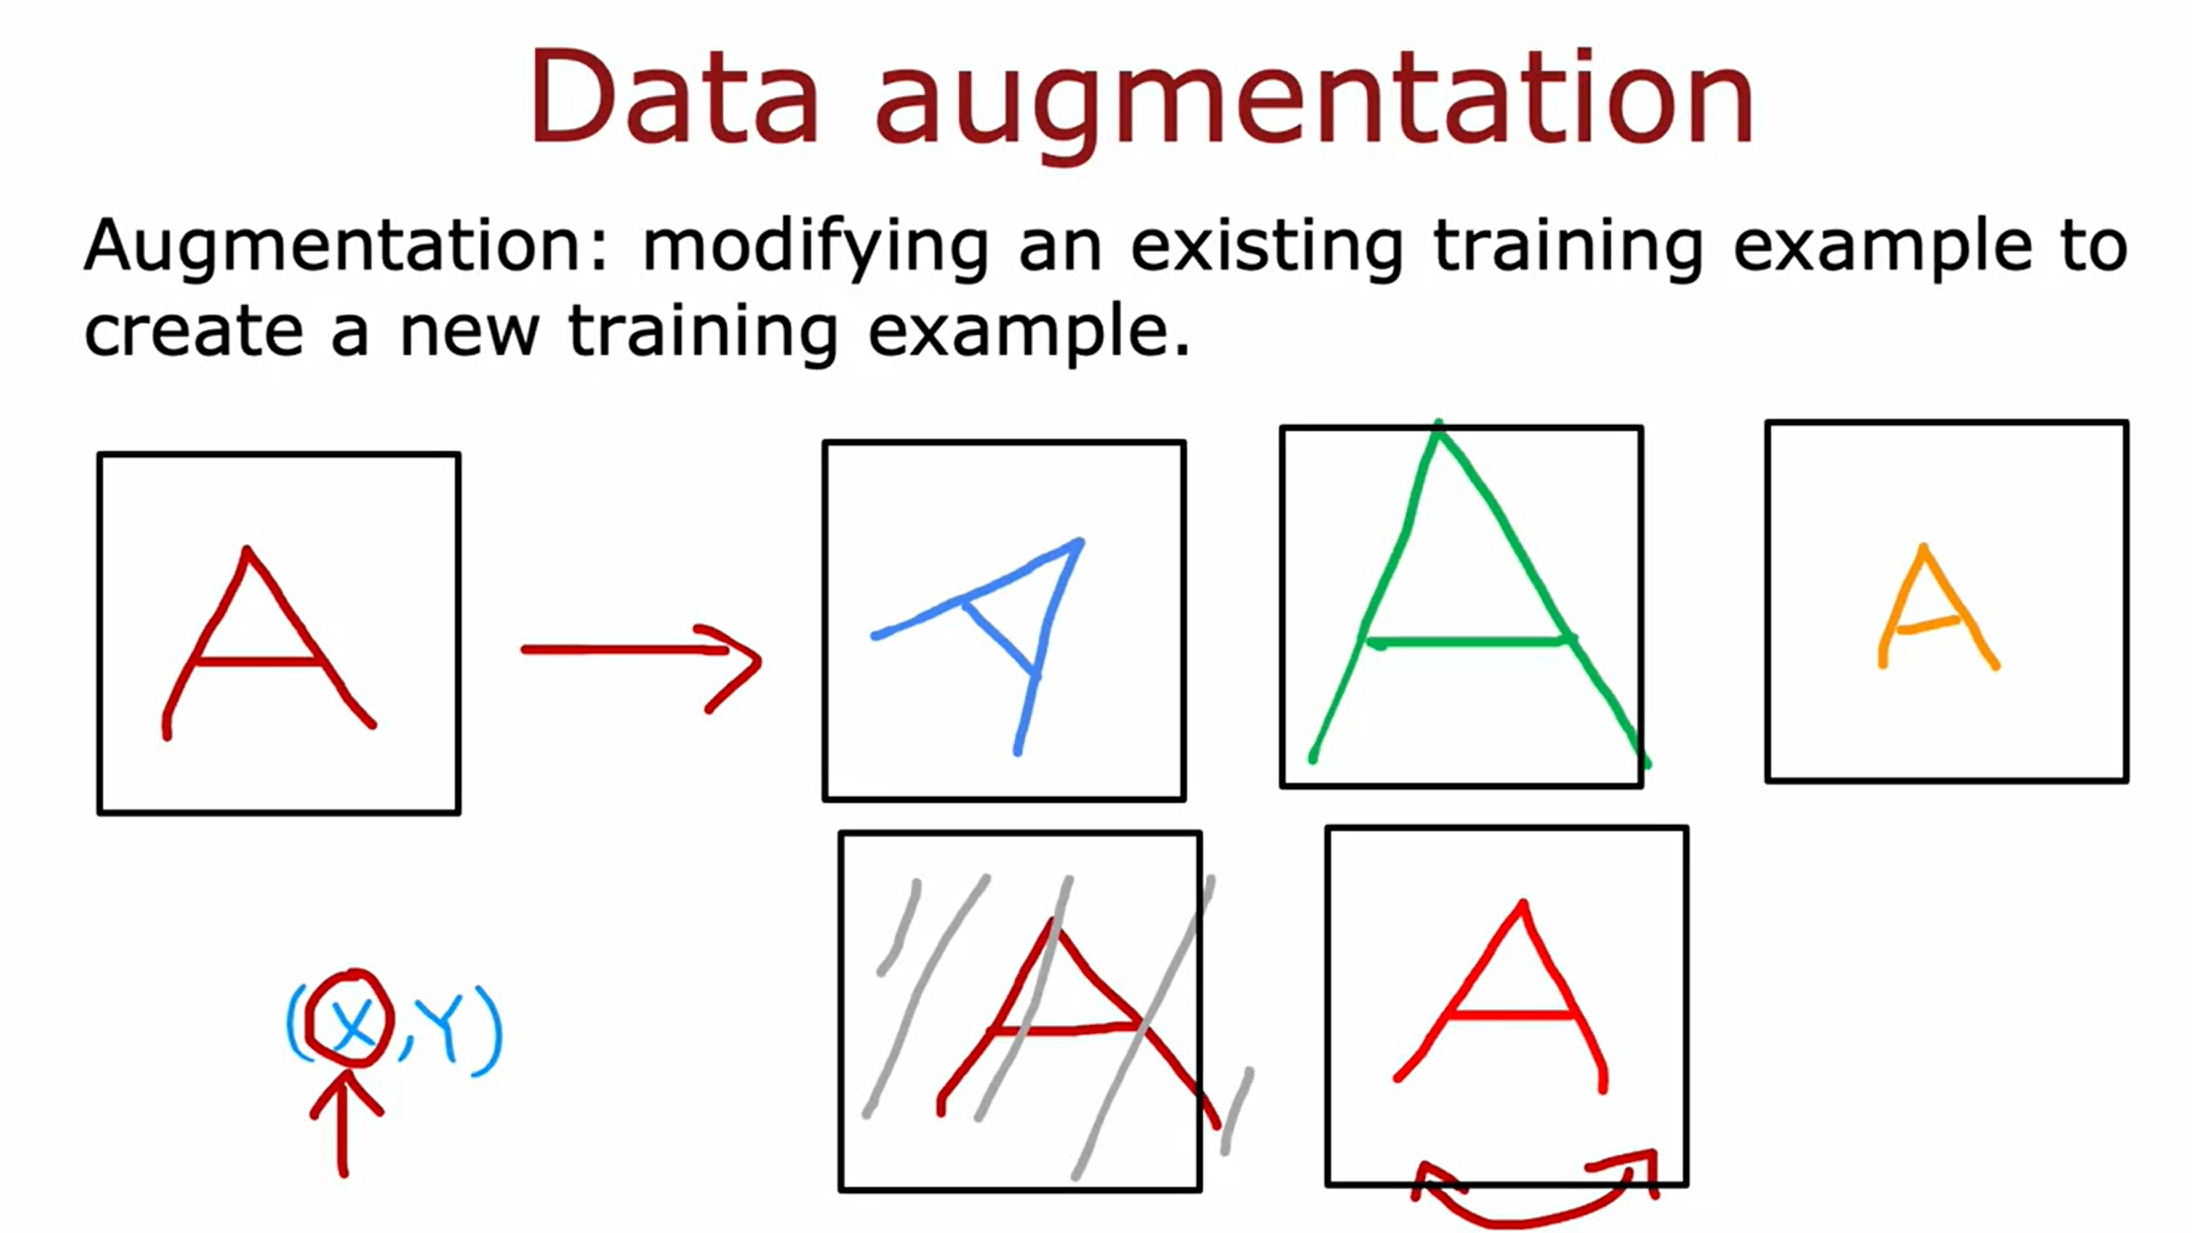 Data augmentation
Augmentation: modifying an existing training example to
create a new training example.
A
A
A
A
A
A
(X,Y)